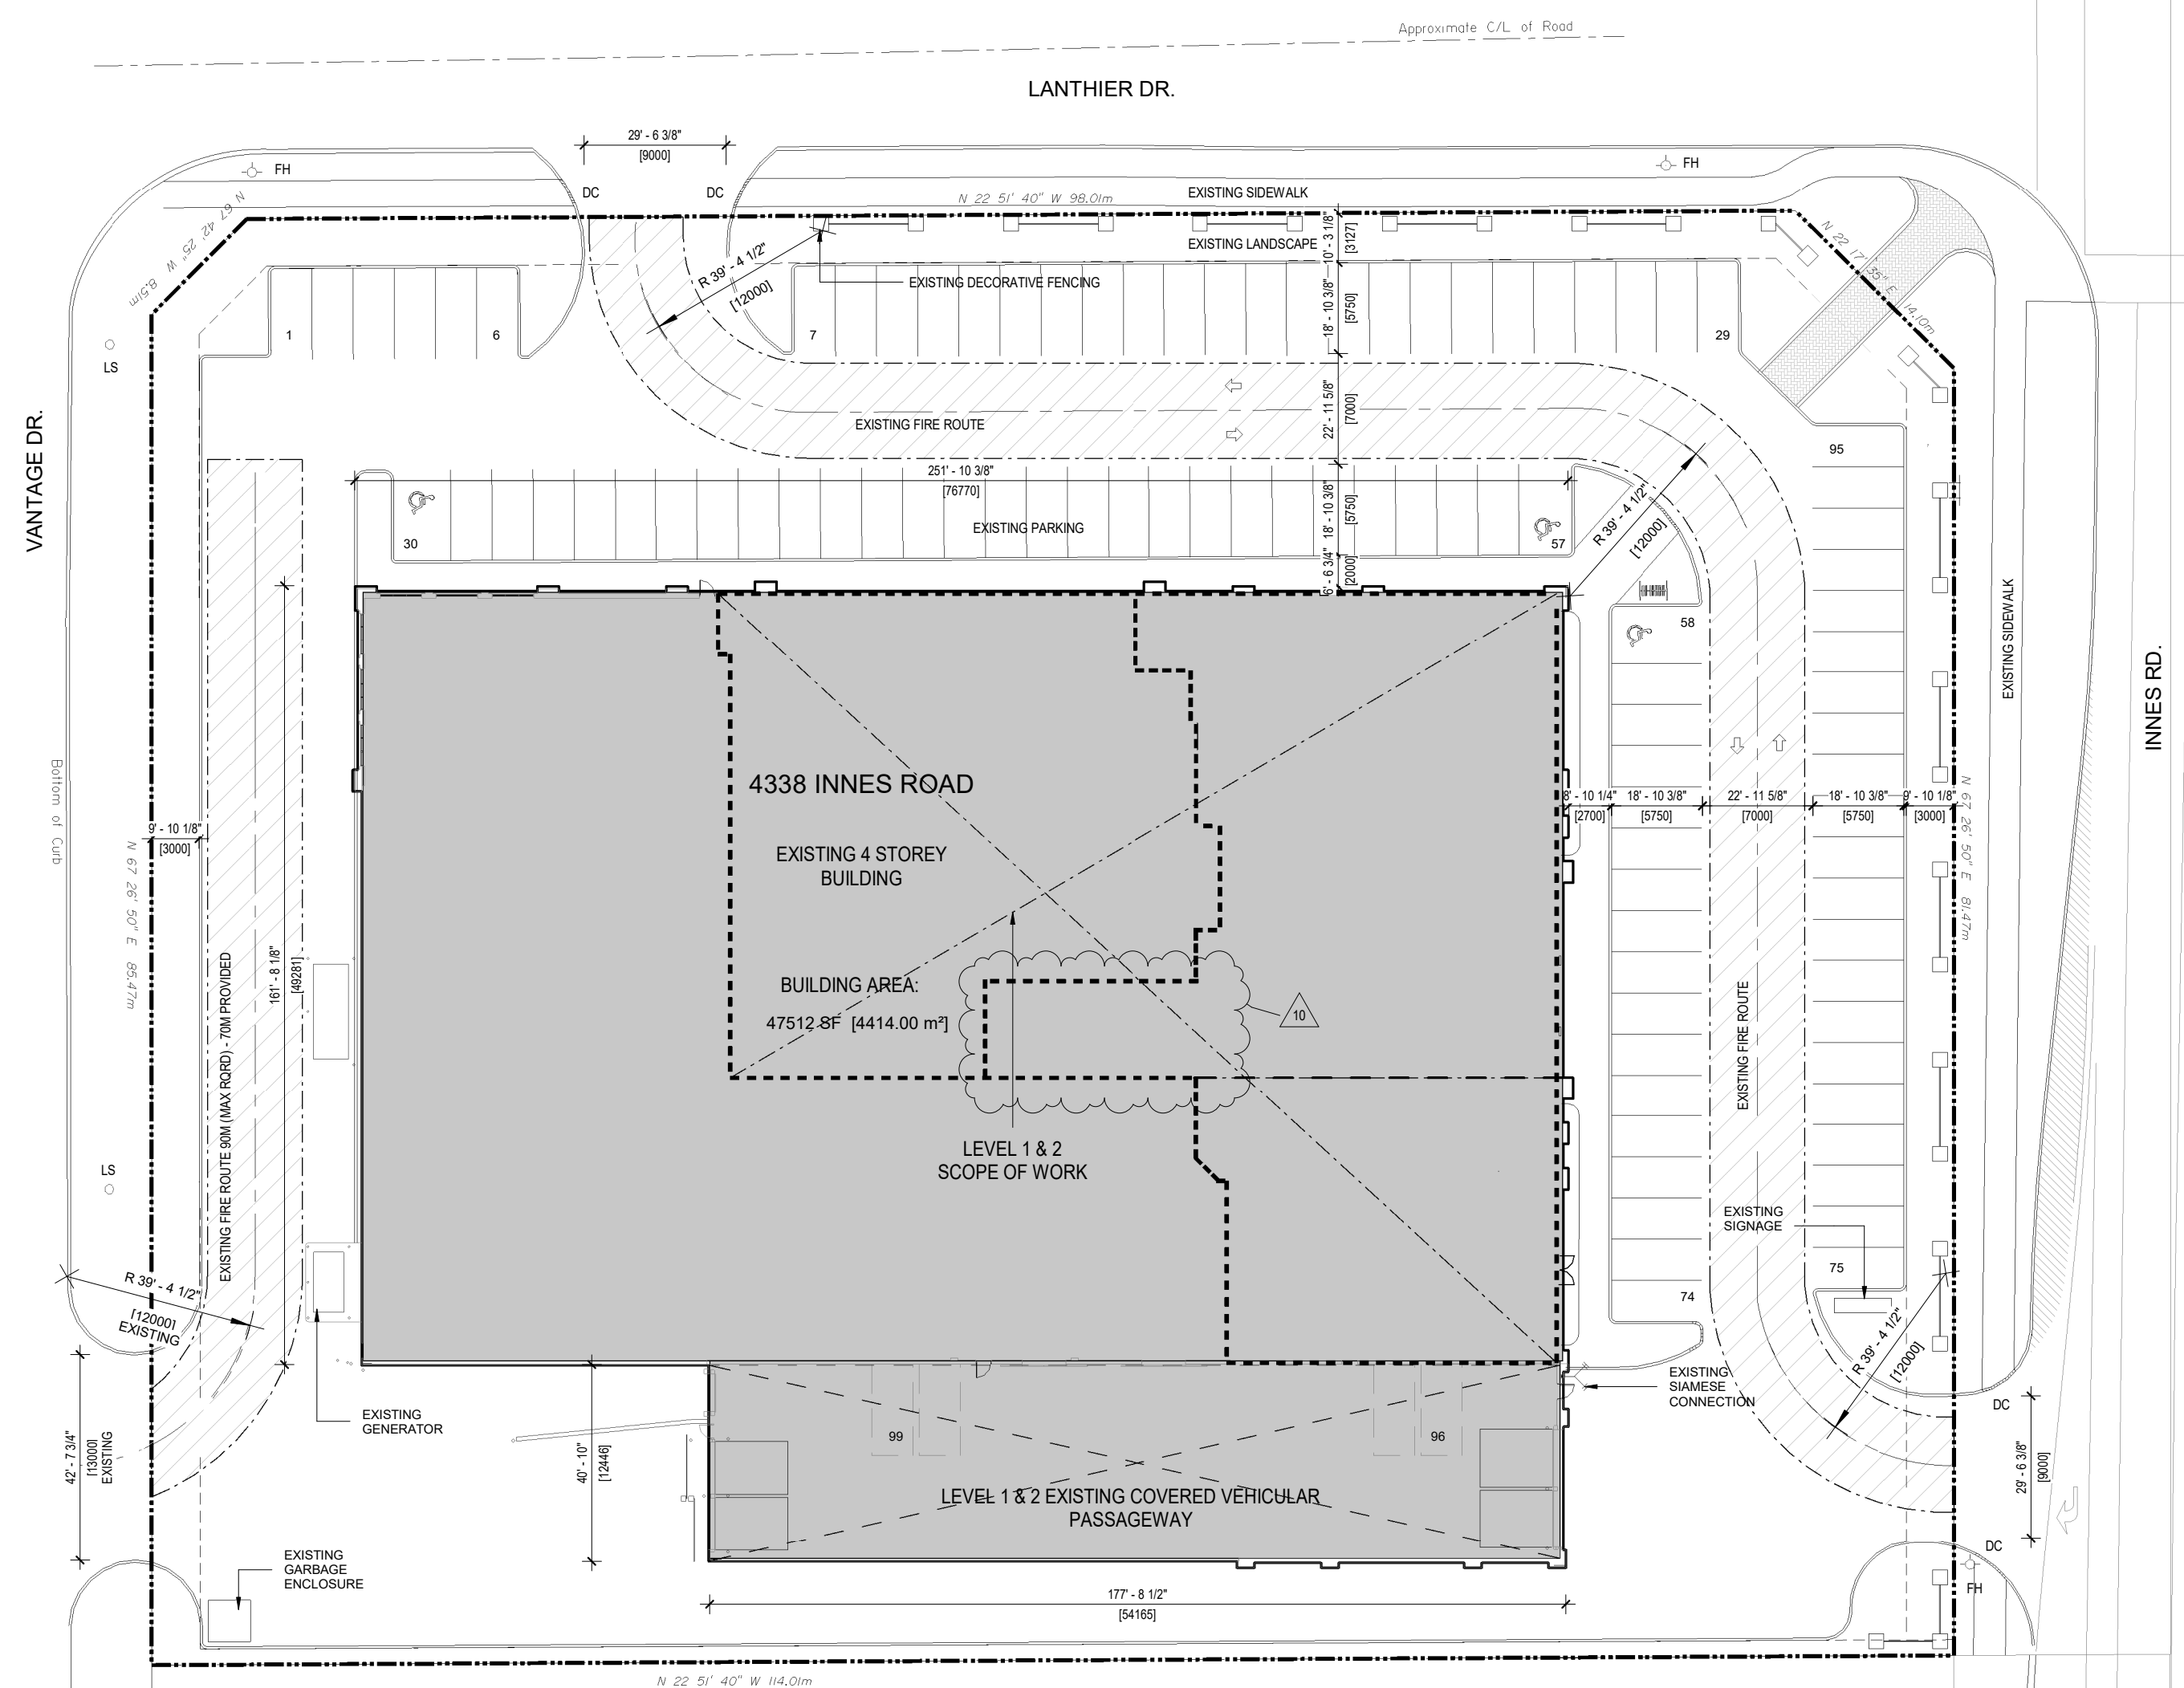 Approximate C/L of Road
LANTHIER DR.
29' - 6 3/8"
[9000]
FH
FH
DC
DC
N 67 42' 25" W 8.51m
N 22 51' 40" W 98.01m
EXISTING SIDEWALK
EXISTING LANDSCAPE
10' - 3 1/8"
[3127]
N 22 17' 35" E 14.10m
R 39' - 4 1/2"
[12000]
EXISTING DECORATIVE FENCING
1
6
7
29
18' - 10 3/8"
[5750]
LS
VANTAGE DR.
22' - 11 5/8"
[7000]
EXISTING FIRE ROUTE
95
251' - 10 3/8"
[76770]
18' - 10 3/8"
[5750]
R 39' - 4 1/2"
[12000]
EXISTING PARKING
30
57
6' - 6 3/4"
[2000]
58
EXISTING SIDEWALK
INNES RD.
4338 INNES ROAD
EXISTING 4 STOREY
BUILDING
BUILDING AREA:
47512 SF [4414.00 m²]
10
LEVEL 1 & 2
SCOPE OF WORK
8' - 10 1/4"
[2700]
18' - 10 3/8"
[5750]
22' - 11 5/8"
[7000]
18' - 10 3/8"
[5750]
9' - 10 1/8"
[3000]
N 67 26' 50" E 81.47m
Bottom of Curb
9' - 10 1/8"
[3000]
N 67 26' 50" E 85.47m
EXISTING FIRE ROUTE 90M (MAX RQRD) - 70M PROVIDED
161' - 8 1/8"
[49281]
EXISTING FIRE ROUTE
LS
EXISTING
SIGNAGE
75
74
R 39' - 4 1/2"
[12000]
EXISTING
R 39' - 4 1/2"
[12000]
EXISTING
SIAMESE
CONNECTION
DC
EXISTING
GENERATOR
42' - 7 3/4"
[13000]
EXISTING
40' - 10"
[12446]
99
96
LEVEL 1 & 2 EXISTING COVERED VEHICULAR
PASSAGEWAY
29' - 6 3/8"
[9000]
DC
FH
EXISTING
GARBAGE
ENCLOSURE
177' - 8 1/2"
[54165]
N 22 51' 40" W 114.01m